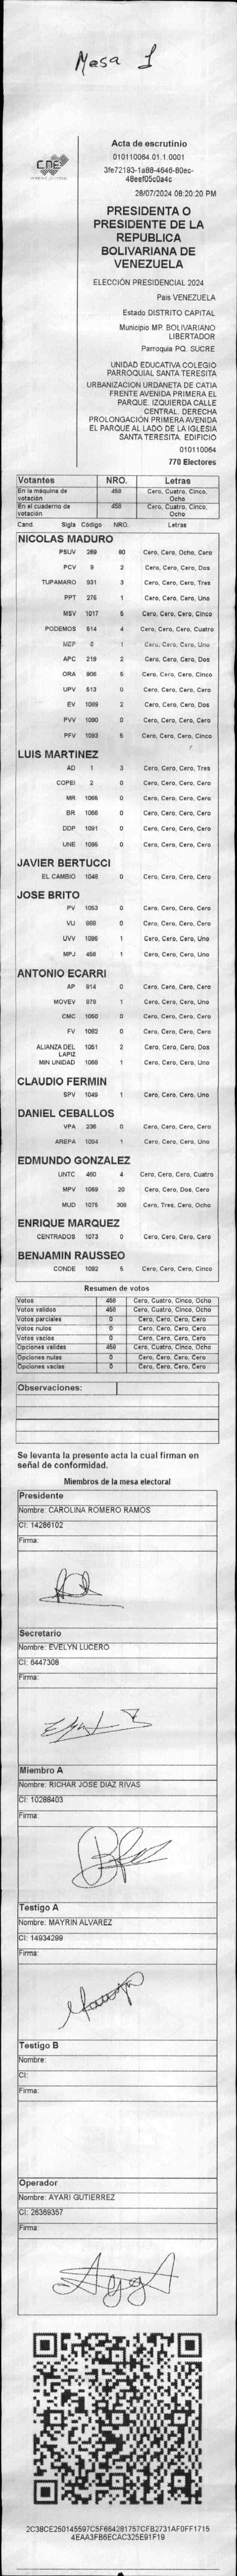 Mesa 1
CNE
Acta de escrutinio
010110064.01.1.0001
3fe72193-1a88-4646-80ec-
48eef05c0a4c
28/07/2024 08:20:20 PM
PRESIDENTA O
PRESIDENTE DE LA
REPUBLICA
BOLIVARIANA DE
VENEZUELA
ELECCIÓN PRESIDENCIAL 2024
Pais VENEZUELA
Estado DISTRITO CAPITAL
Municipio MP. BOLIVARIANO
LIBERTADOR
Parroquia PQ. SUCRE
UNIDAD EDUCATIVA COLEGIO
PARROQUIAL SANTA TERESITA
URBANIZACION URDANETA DE CATIA
FRENTE AVENIDA PRIMERA EL
PARQUE. IZQUIERDA CALLE
CENTRAL. DERECHA
PROLONGACIÓN PRIMERA AVENIDA
EL PARQUE AL LADO DE LA IGLESIA
SANTA TERESITA. EDIFICIO
010110064
770 Electores
Votantes NRO. Letras
En la máquina de votación 458 Cero, Cuatro, Cinco, Ocho
En el cuaderno de votación 458 Cero, Cuatro, Cinco, Ocho
Cand. Sigla Código NRO. Letras
NICOLAS MADURO
PSUV 269 80 Cero, Cero, Ocho, Cero
PCV 9 2 Cero, Cero, Cero, Dos
TUPAMARO 931 3 Cero, Cero, Cero, Tres
PPT 276 1 Cero, Cero, Cero, Uno
MSV 1017 5 Cero, Cero, Cero, Cinco
PODEMOS 514 4 Cero, Cero, Cero, Cuatro
MEP 6 1 Cero, Cero, Cero, Uno
APC 219 2 Cero, Cero, Cero, Dos
ORA 906 5 Cero, Cero, Cero, Cinco
UPV 513 0 Cero, Cero, Cero, Cero
EV 1089 2 Cero, Cero, Cero, Dos
PVV 1090 0 Cero, Cero, Cero, Cero
PFV 1093 5 Cero, Cero, Cero, Cinco
LUIS MARTINEZ
AD 1 3 Cero, Cero, Cero, Tres
COPEI 2 0 Cero, Cero, Cero, Cero
MR 1065 0 Cero, Cero, Cero, Cero
BR 1066 0 Cero, Cero, Cero, Cero
DDP 1091 0 Cero, Cero, Cero, Cero
UNE 1095 0 Cero, Cero, Cero, Cero
JAVIER BERTUCCI
EL CAMBIO 1048 0 Cero, Cero, Cero, Cero
JOSE BRITO
PV 1053 0 Cero, Cero, Cero, Cero
VU 868 0 Cero, Cero, Cero, Cero
UVV 1096 1 Cero, Cero, Cero, Uno
MPJ 458 1 Cero, Cero, Cero, Uno
ANTONIO ECARRI
AP 914 0 Cero, Cero, Cero, Cero
MOVEV 979 1 Cero, Cero, Cero, Uno
CMC 1050 0 Cero, Cero, Cero, Cero
FV 1062 0 Cero, Cero, Cero, Cero
ALIANZA DEL LAPIZ 1051 2 Cero, Cero, Cero, Dos
MIN UNIDAD 1068 1 Cero, Cero, Cero, Uno
CLAUDIO FERMIN
SPV 1049 1 Cero, Cero, Cero, Uno
DANIEL CEBALLOS
VPA 236 0 Cero, Cero, Cero, Cero
AREPA 1094 1 Cero, Cero, Cero, Uno
EDMUNDO GONZALEZ
UNTC 460 4 Cero, Cero, Cero, Cuatro
MPV 1069 20 Cero, Cero, Dos, Cero
MUD 1075 308 Cero, Tres, Cero, Ocho
ENRIQUE MARQUEZ
CENTRADOS 1073 0 Cero, Cero, Cero, Cero
BENJAMIN RAUSSEO
CONDE 1092 5 Cero, Cero, Cero, Cinco
Resumen de votos
Votos 458 Cero, Cuatro, Cinco, Ocho
Votos validos 458 Cero, Cuatro, Cinco, Ocho
Votos parciales 0 Cero, Cero, Cero, Cero
Votos nulos 0 Cero, Cero, Cero, Cero
Votos vacios 0 Cero, Cero, Cero, Cero
Opciones validas 458 Cero, Cuatro, Cinco, Ocho
Opciones nulas 0 Cero, Cero, Cero, Cero
Opciones vacias 0 Cero, Cero, Cero, Cero
Observaciones:
Se levanta la presente acta la cual firman en
señal de conformidad.
Miembros de la mesa electoral
Presidente
Nombre: CAROLINA ROMERO RAMOS
CI: 14286102
Firma:
Secretario
Nombre: EVELYN LUCERO
CI: 6447308
Firma:
Miembro A
Nombre: RICHAR JOSE DIAZ RIVAS
CI: 10288403
Firma:
Testigo A
Nombre: MAYRIN ALVAREZ
CI: 14934299
Firma:
Testigo B
Nombre:
CI:
Firma:
Operador
Nombre: AYARI GUTIERREZ
CI: 26369357
Firma:
2C38CE250145597C5F664281757CFB2731AF0FF1715
4EAA3FB6ECAC325E91F19